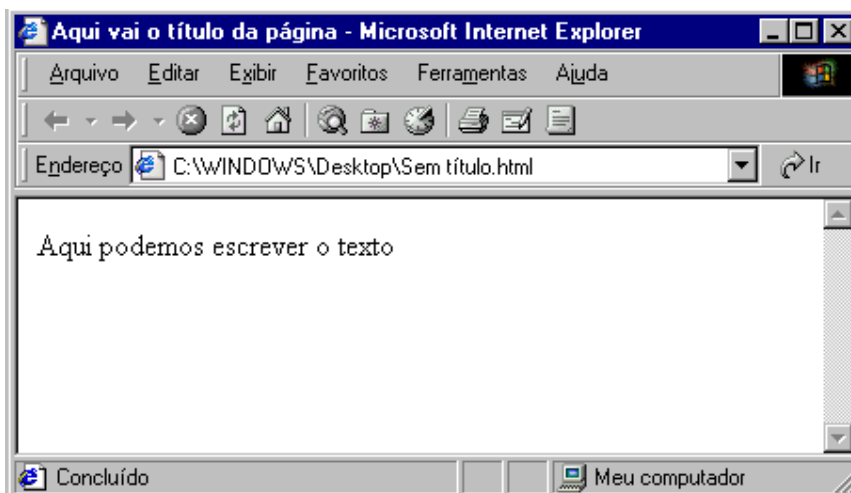 Aqui vai o título da página - Microsoft Internet Explorer
Arquivo Editar Exibir Favoritos Ferramentas Ajuda
Endereço C:\WINDOWS\Desktop\Sem título.html Ir
Aqui podemos escrever o texto
Concluído Meu computador